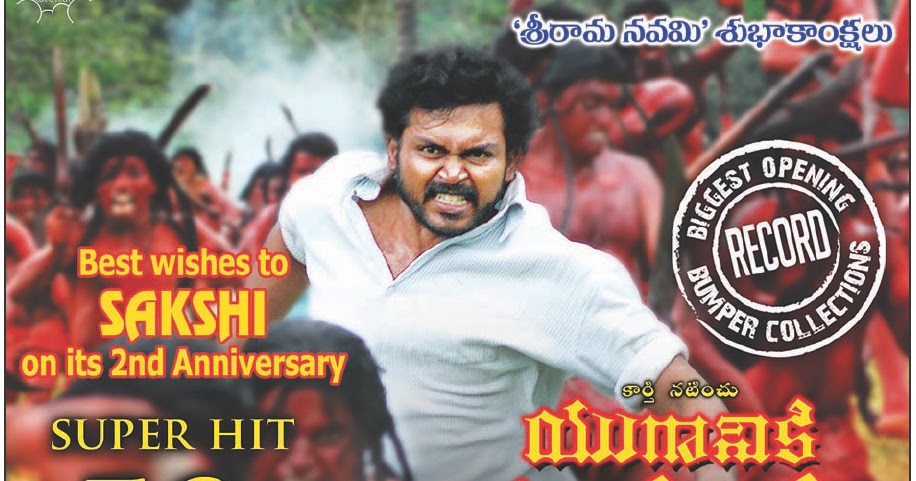 'శ్రీరామ నవమి' శుభాకాంక్షలు
BIGGEST OPENING
RECORD
BUMPER COLLECTIONS
Best wishes to
SAKSHI
on its 2nd Anniversary
SUPER HIT
కార్తి నటించు
యుగానికి